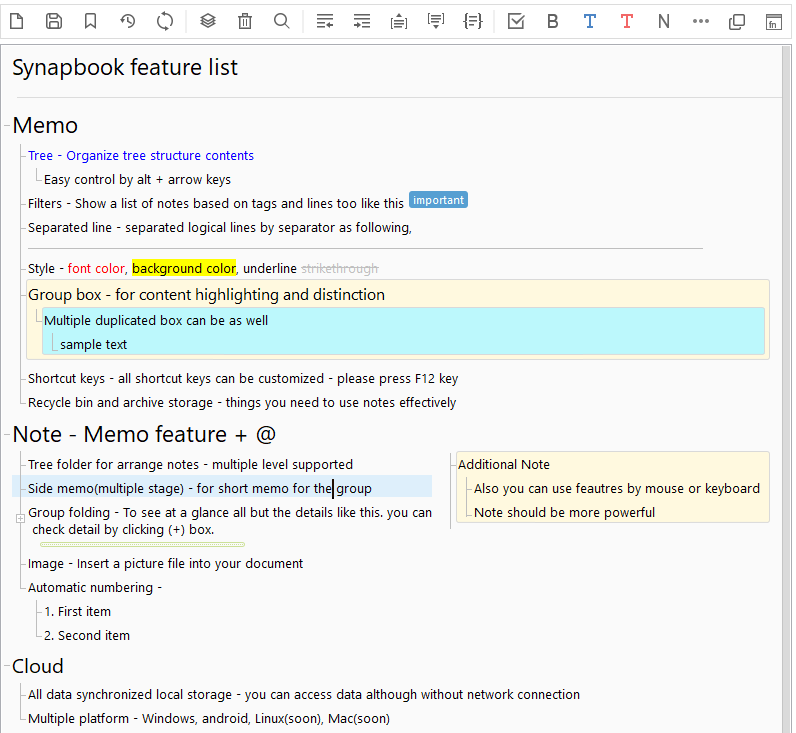 B T T N
fn
Synapbook feature list
Memo
Tree - Organize tree structure contents
Easy control by alt + arrow keys
Filters - Show a list of notes based on tags and lines too like this important
Separated line - separated logical lines by separator as following,
Style - font color, background color, underline strikethrough
Group box - for content highlighting and distinction
Multiple duplicated box can be as well
sample text
Shortcut keys - all shortcut keys can be customized - please press F12 key
Recycle bin and archive storage - things you need to use notes effectively
Note - Memo feature + @
Tree folder for arrange notes - multiple level supported
Side memo(multiple stage) - for short memo for the group
Group folding - To see at a glance all but the details like this. you can
check detail by clicking (+) box.
Image - Insert a picture file into your document
Automatic numbering -
1. First item
2. Second item
Additional Note
Also you can use feautres by mouse or keyboard
Note should be more powerful
Cloud
All data synchronized local storage - you can access data although without network connection
Multiple platform - Windows, android, Linux(soon), Mac(soon)